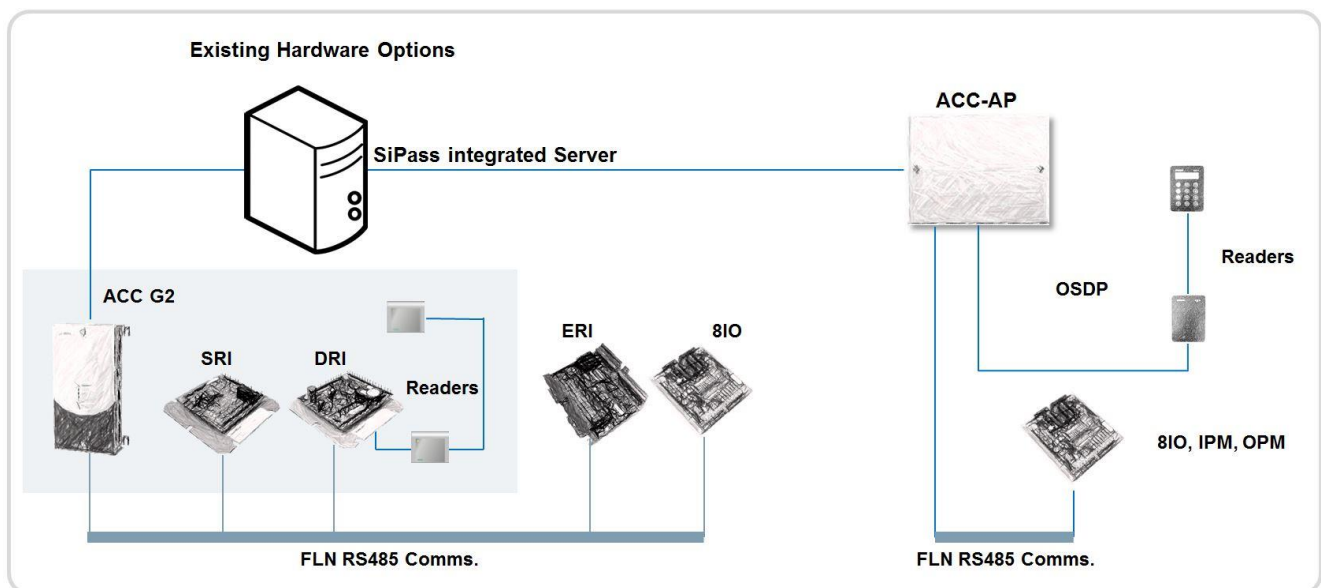 Existing Hardware Options
ACC-AP
SiPass integrated Server
Readers
OSDP
ACC G2
SRI
DRI
ERI
8IO
Readers
8IO, IPM, OPM
FLN RS485 Comms.
FLN RS485 Comms.